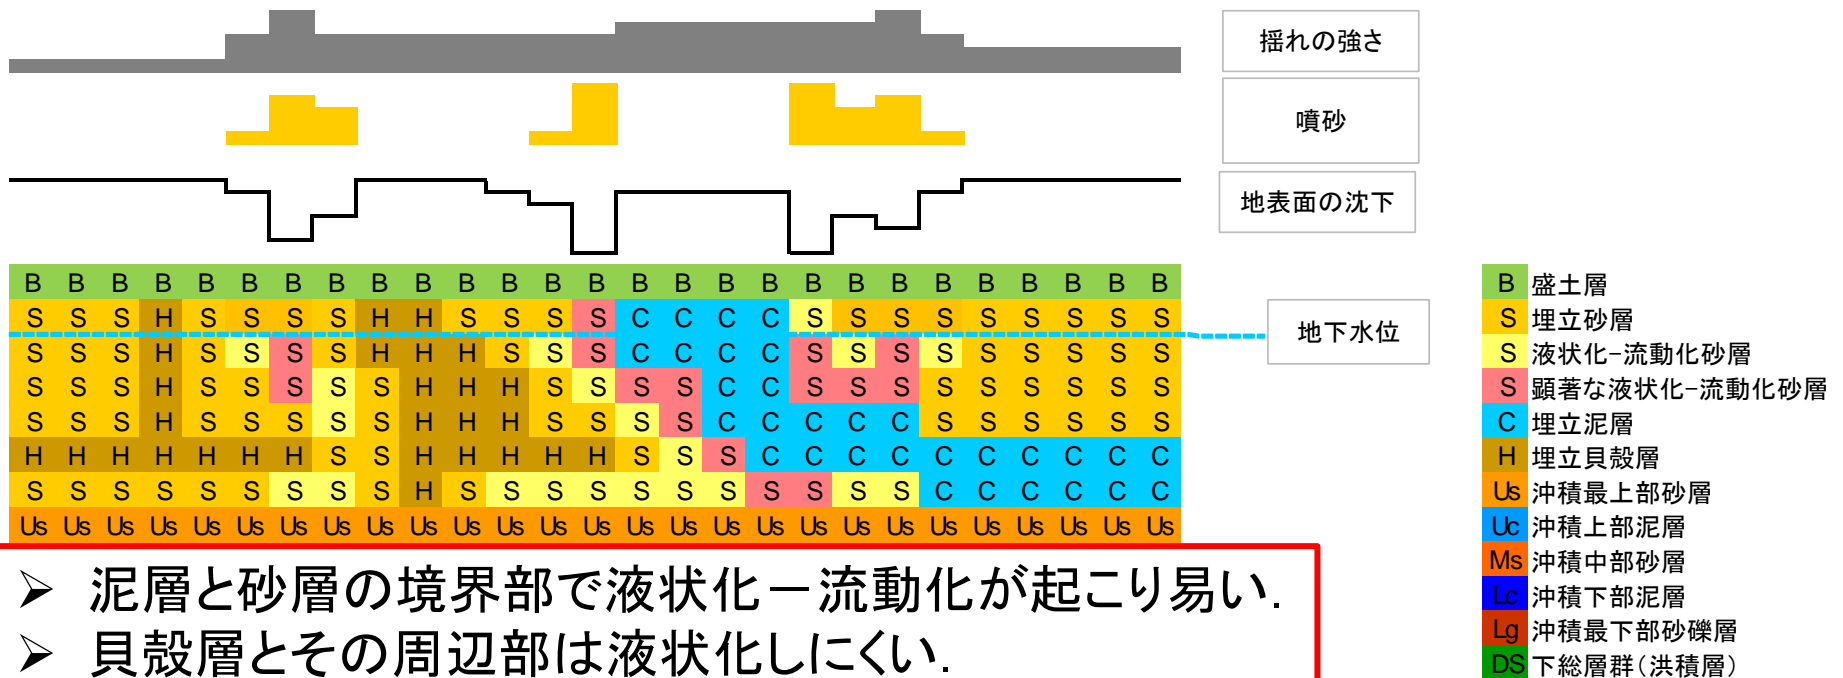 揺れの強さ
噴砂
地表面の沈下
B B B B B B B B B B B B B B B B B B B B B B B B B B B
S S S H S S S S H H S S S S C C C C S S S S S S S S S
S S S H S S S S H H H S S S C C C C S S S S S S S S S
S S S H S S S S S H H H S S S S C C S S S S S S S S S
S S S H S S S S S H H H S S S S C C C C C S S S S S S
H H H H H H H S S H H H H H S S S C C C C C C C C C C
S S S S S S S S S H S S S S S S S S S S S C C C C C C
Us Us Us Us Us Us Us Us Us Us Us Us Us Us Us Us Us Us Us Us Us Us Us Us Us Us Us
地下水位
B 盛土層
S 埋立砂層
S 液状化-流動化砂層
S 顕著な液状化-流動化砂層
C 埋立泥層
H 埋立貝殻層
Us 沖積最上部砂層
Uc 沖積上部泥層
Ms 沖積中部砂層
Lc 沖積下部泥層
Lg 沖積最下部砂礫層
DS 下総層群(洪積層)
➢ 泥層と砂層の境界部で液状化－流動化が起こり易い.
➢ 貝殻層とその周辺部は液状化しにくい.